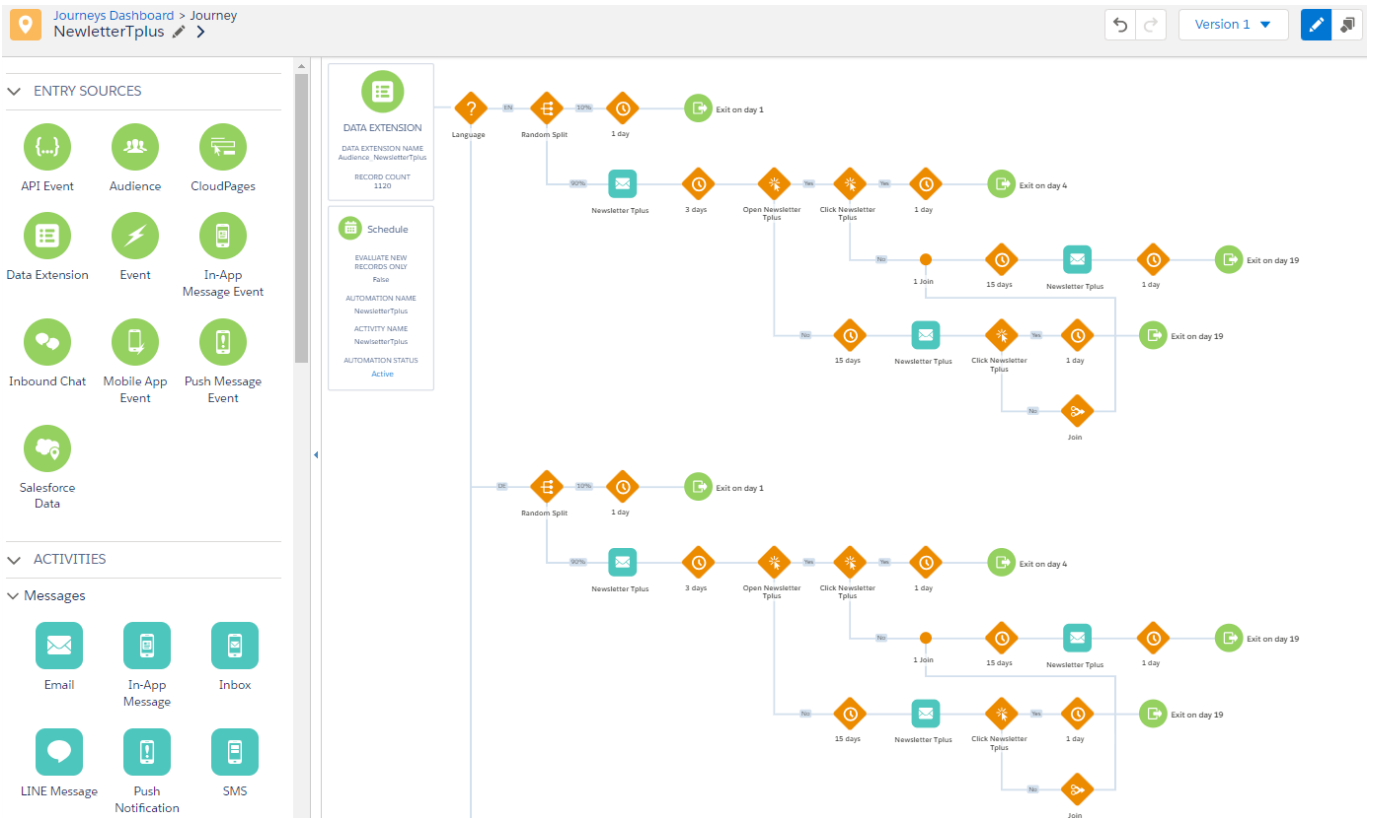 Journeys Dashboard > Journey
NewletterTplus
Version 1
ENTRY SOURCES
API Event
Audience
CloudPages
Data Extension
Event
In-App
Message Event
Inbound Chat
Mobile App
Event
Push Message
Event
Salesforce
Data
ACTIVITIES
Messages
Email
In-App
Message
Inbox
LINE Message
Push
Notification
SMS
DATA EXTENSION
DATA EXTENSION NAME
Audience_NewsletterTplus
RECORD COUNT
1120
Schedule
EVALUATE NEW
RECORDS ONLY
False
AUTOMATION NAME
NewsletterTplus
ACTIVITY NAME
NewlsetterTplus
AUTOMATION STATUS
Active
Language
EN
Random Split
10%
1 day
Exit on day 1
90%
Newsletter Tplus
3 days
Open Newsletter
Tplus
Yes
Click Newsletter
Tplus
Yes
1 day
Exit on day 4
No
1 Join
15 days
Newsletter Tplus
1 day
Exit on day 19
No
15 days
Newsletter Tplus
Click Newsletter
Tplus
Yes
1 day
Exit on day 19
No
Join
DE
Random Split
10%
1 day
Exit on day 1
90%
Newsletter Tplus
3 days
Open Newsletter
Tplus
Yes
Click Newsletter
Tplus
Yes
1 day
Exit on day 4
No
1 Join
15 days
Newsletter Tplus
1 day
Exit on day 19
No
15 days
Newsletter Tplus
Click Newsletter
Tplus
Yes
1 day
Exit on day 19
No
Join